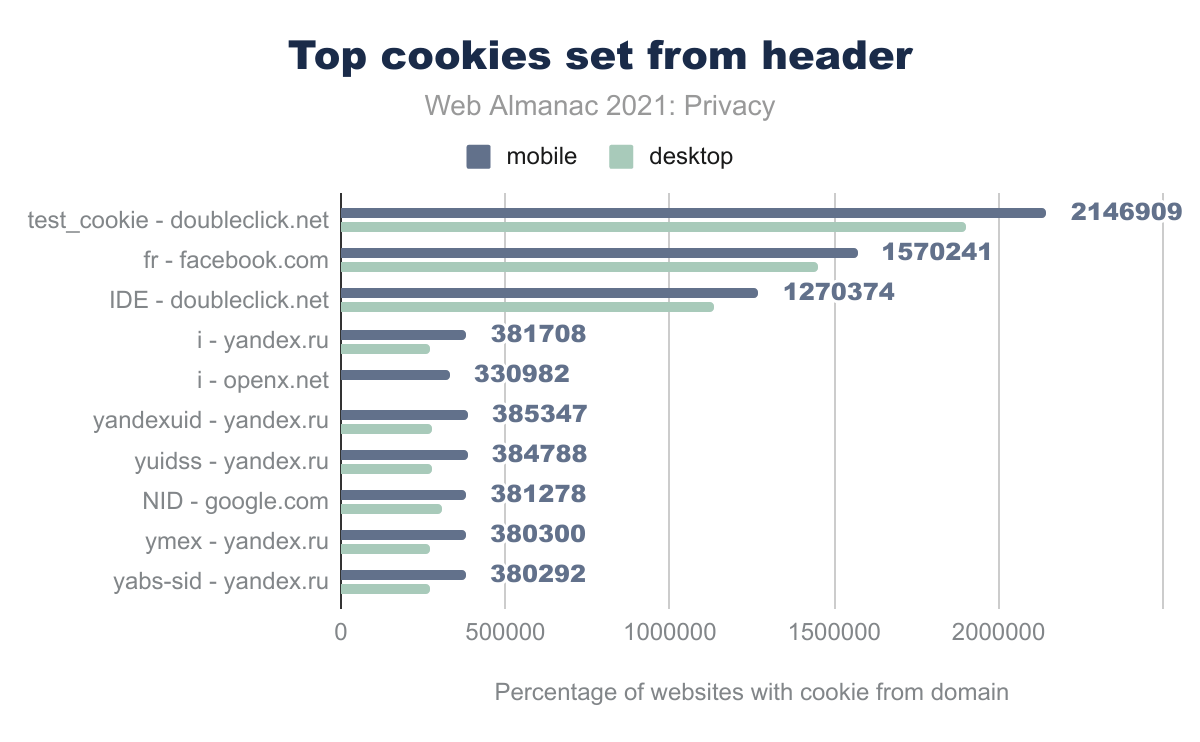 Top cookies set from header
Web Almanac 2021: Privacy
mobile desktop
test_cookie - doubleclick.net 2146909
fr - facebook.com 1570241
IDE - doubleclick.net 1270374
i - yandex.ru 381708
i - openx.net 330982
yandexuid - yandex.ru 385347
yuidss - yandex.ru 384788
NID - google.com 381278
ymex - yandex.ru 380300
yabs-sid - yandex.ru 380292
0 500000 1000000 1500000 2000000
Percentage of websites with cookie from domain